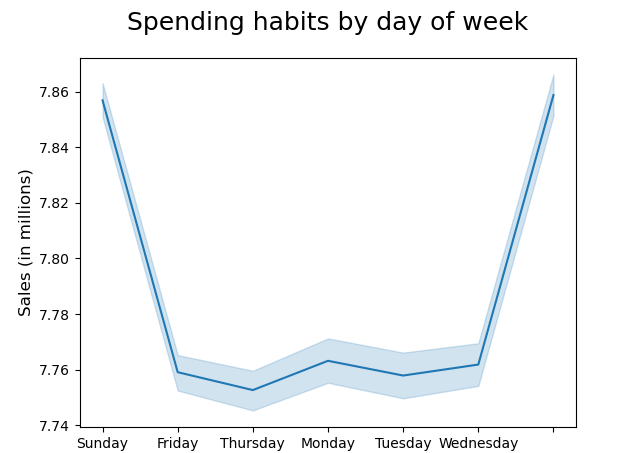 Spending habits by day of week
Sales (in millions)
7.86
7.84
7.82
7.80
7.78
7.76
7.74
Sunday Friday Thursday Monday Tuesday Wednesday